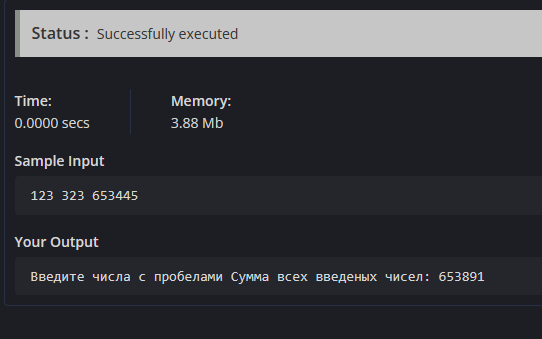 Status : Successfully executed
Time:
0.0000 secs
Memory:
3.88 Mb
Sample Input
123 323 653445
Your Output
Введите числа с пробелами Сумма всех введеных чисел: 653891